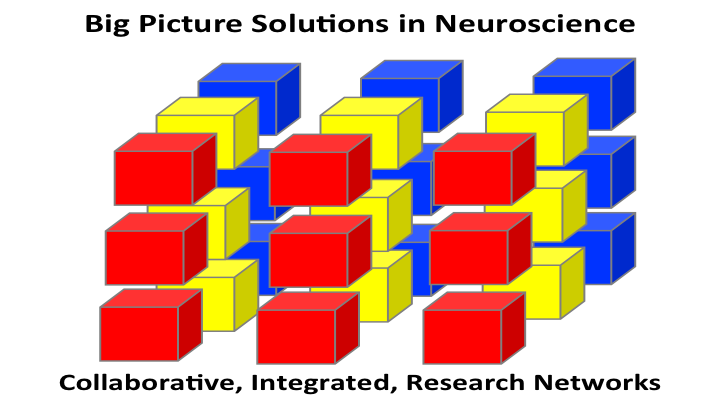 Big Picture Solutions in Neuroscience
Collaborative, Integrated, Research Networks